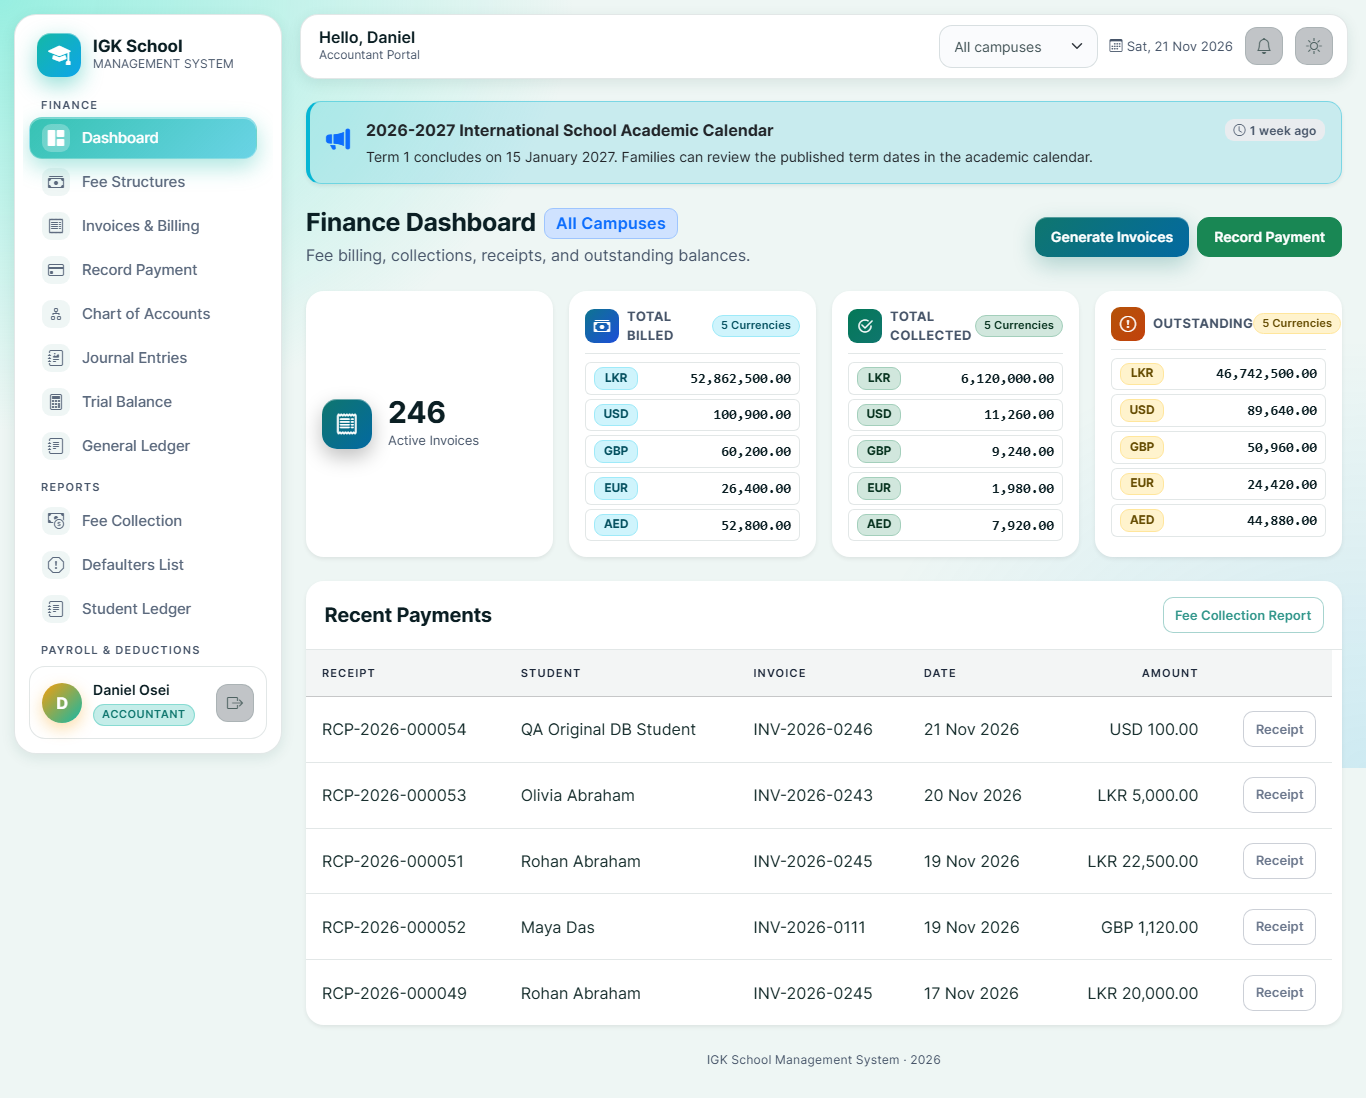 IGK School
MANAGEMENT SYSTEM
FINANCE
Dashboard
Fee Structures
Invoices & Billing
Record Payment
Chart of Accounts
Journal Entries
Trial Balance
General Ledger
REPORTS
Fee Collection
Defaulters List
Student Ledger
PAYROLL & DEDUCTIONS
D
Daniel Osei
ACCOUNTANT
Hello, Daniel
Accountant Portal
All campuses
Sat, 21 Nov 2026
2026-2027 International School Academic Calendar
1 week ago
Term 1 concludes on 15 January 2027. Families can review the published term dates in the academic calendar.
Finance Dashboard All Campuses
Fee billing, collections, receipts, and outstanding balances.
Generate Invoices
Record Payment
246
Active Invoices
TOTAL BILLED
5 Currencies
LKR 52,862,500.00
USD 100,900.00
GBP 60,200.00
EUR 26,400.00
AED 52,800.00
TOTAL COLLECTED
5 Currencies
LKR 6,120,000.00
USD 11,260.00
GBP 9,240.00
EUR 1,980.00
AED 7,920.00
OUTSTANDING
5 Currencies
LKR 46,742,500.00
USD 89,640.00
GBP 50,960.00
EUR 24,420.00
AED 44,880.00
Recent Payments
Fee Collection Report
RECEIPT STUDENT INVOICE DATE AMOUNT
RCP-2026-000054 QA Original DB Student INV-2026-0246 21 Nov 2026 USD 100.00 Receipt
RCP-2026-000053 Olivia Abraham INV-2026-0243 20 Nov 2026 LKR 5,000.00 Receipt
RCP-2026-000051 Rohan Abraham INV-2026-0245 19 Nov 2026 LKR 22,500.00 Receipt
RCP-2026-000052 Maya Das INV-2026-0111 19 Nov 2026 GBP 1,120.00 Receipt
RCP-2026-000049 Rohan Abraham INV-2026-0245 17 Nov 2026 LKR 20,000.00 Receipt
IGK School Management System · 2026